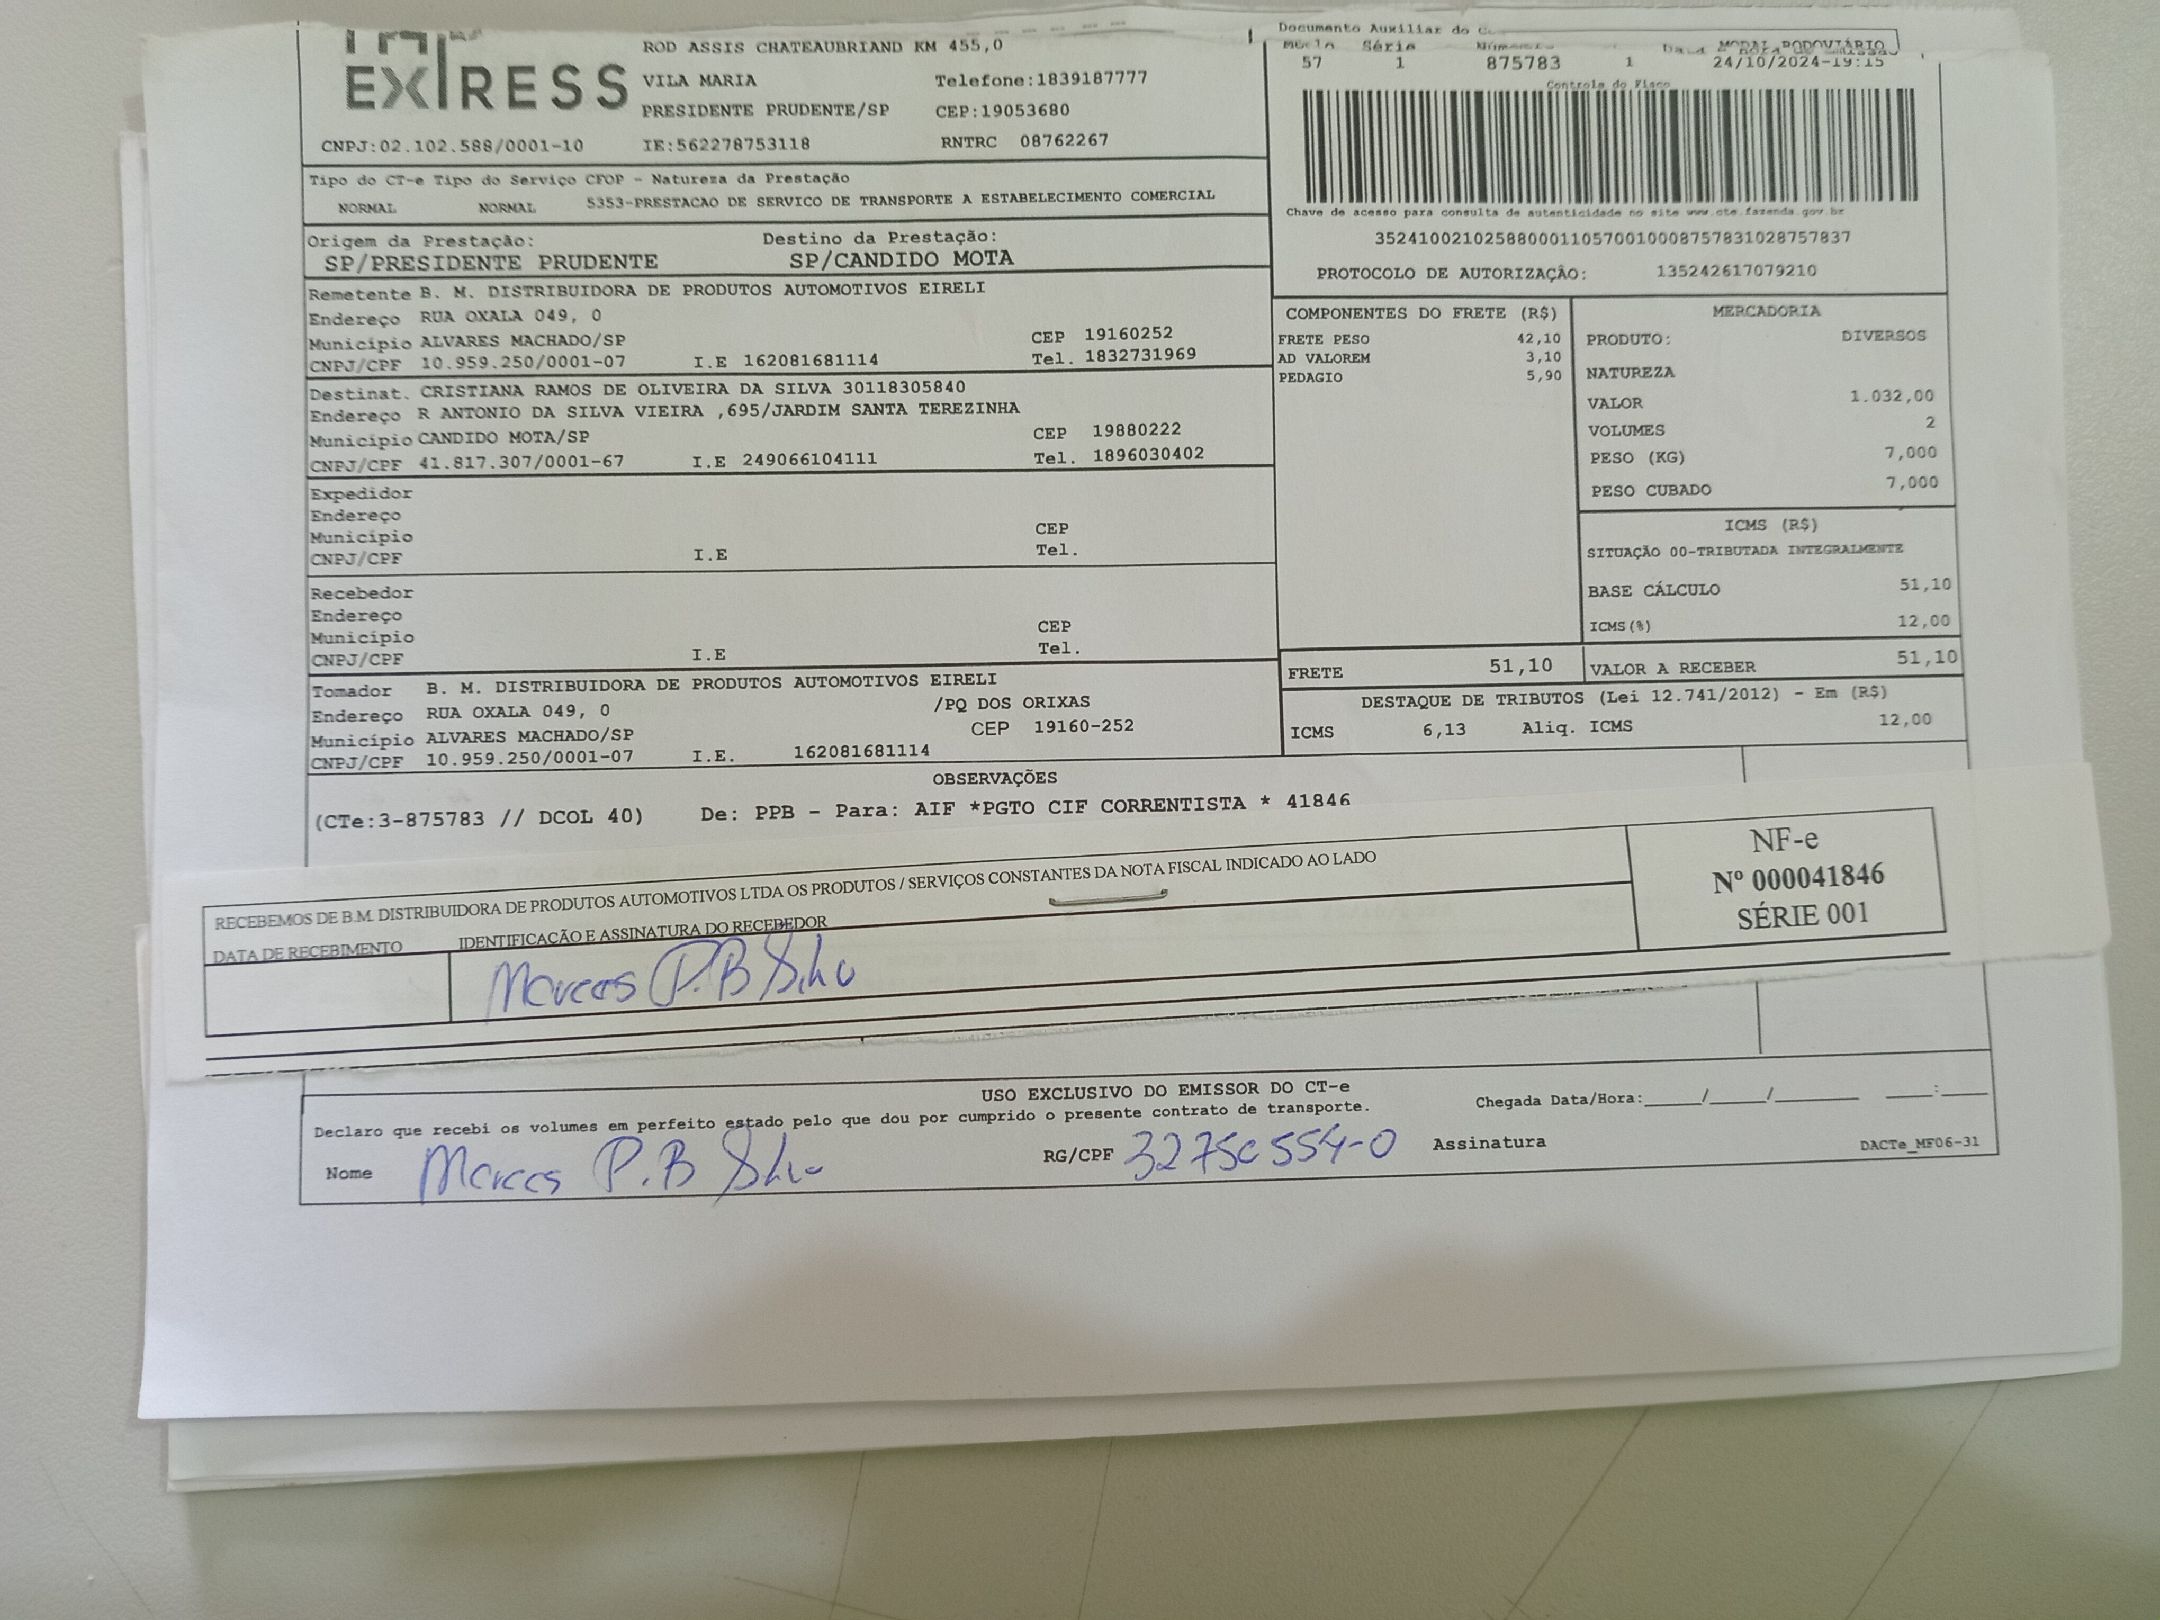 EXPRESS
ROD ASSIS CHATEAUBRIAND KM 455,0
VILA MARIA Telefone:1839187777
PRESIDENTE PRUDENTE/SP CEP:19053680
CNPJ:02.102.588/0001-10 IE:562278753118 RNTRC 08762267
Documento Auxiliar do
MODAL RODOVIÁRIO
Série
57 1 875783 1 24/10/2024-19:15
Controle do Fisco
Chave de acesso para consulta de autenticidade no site www.cte.fazenda.gov.br
35241002102588000110570010008757831028757837
PROTOCOLO DE AUTORIZAÇÃO: 135242617079210
Tipo do CT-e Tipo do Serviço CFOP - Natureza da Prestação
NORMAL NORMAL 5353-PRESTACAO DE SERVICO DE TRANSPORTE A ESTABELECIMENTO COMERCIAL
Origem da Prestação: Destino da Prestação:
SP/PRESIDENTE PRUDENTE SP/CANDIDO MOTA
Remetente B. M. DISTRIBUIDORA DE PRODUTOS AUTOMOTIVOS EIRELI
Endereço RUA OXALA 049, 0
Município ALVARES MACHADO/SP CEP 19160252
CNPJ/CPF 10.959.250/0001-07 I.E 162081681114 Tel. 1832731969
Destinat. CRISTIANA RAMOS DE OLIVEIRA DA SILVA 30118305840
Endereço R ANTONIO DA SILVA VIEIRA ,695/JARDIM SANTA TEREZINHA
Município CANDIDO MOTA/SP CEP 19880222
CNPJ/CPF 41.817.307/0001-67 I.E 249066104111 Tel. 1896030402
Expedidor
Endereço
Município CEP
CNPJ/CPF I.E Tel.
Recebedor
Endereço
Município CEP
CNPJ/CPF I.E Tel.
Tomador B. M. DISTRIBUIDORA DE PRODUTOS AUTOMOTIVOS EIRELI
Endereço RUA OXALA 049, 0 /PQ DOS ORIXAS
Município ALVARES MACHADO/SP CEP 19160-252
CNPJ/CPF 10.959.250/0001-07 I.E. 162081681114
COMPONENTES DO FRETE (R$)
FRETE PESO 42,10
AD VALOREM 3,10
PEDAGIO 5,90
MERCADORIA
PRODUTO: DIVERSOS
NATUREZA
VALOR 1.032,00
VOLUMES 2
PESO (KG) 7,000
PESO CUBADO 7,000
ICMS (R$)
SITUAÇÃO 00-TRIBUTADA INTEGRALMENTE
BASE CÁLCULO 51,10
ICMS(%) 12,00
FRETE 51,10 VALOR A RECEBER 51,10
DESTAQUE DE TRIBUTOS (Lei 12.741/2012) - Em (R$)
ICMS 6,13 Aliq. ICMS 12,00
OBSERVAÇÕES
(CTe:3-875783 // DCOL 40) De: PPB - Para: AIF *PGTO CIF CORRENTISTA * 41846
RECEBEMOS DE B.M. DISTRIBUIDORA DE PRODUTOS AUTOMOTIVOS LTDA OS PRODUTOS / SERVIÇOS CONSTANTES DA NOTA FISCAL INDICADO AO LADO
DATA DE RECEBIMENTO IDENTIFICAÇÃO E ASSINATURA DO RECEBEDOR
Marcos P.B Silva
NF-e
Nº 000041846
SÉRIE 001
USO EXCLUSIVO DO EMISSOR DO CT-e
Declaro que recebi os volumes em perfeito estado pelo que dou por cumprido o presente contrato de transporte.
Chegada Data/Hora:_____/_____/_______ ____:____
Nome Marcos P.B Silva RG/CPF 3275 554-0 Assinatura
DACTe_MF06-31